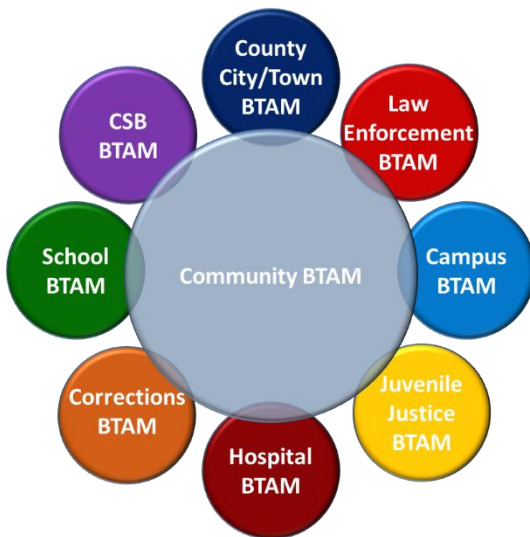 County
City/Town
BTAM
Law
Enforcement
BTAM
Campus
BTAM
Juvenile
Justice
BTAM
Hospital
BTAM
Corrections
BTAM
School
BTAM
CSB
BTAM
Community BTAM